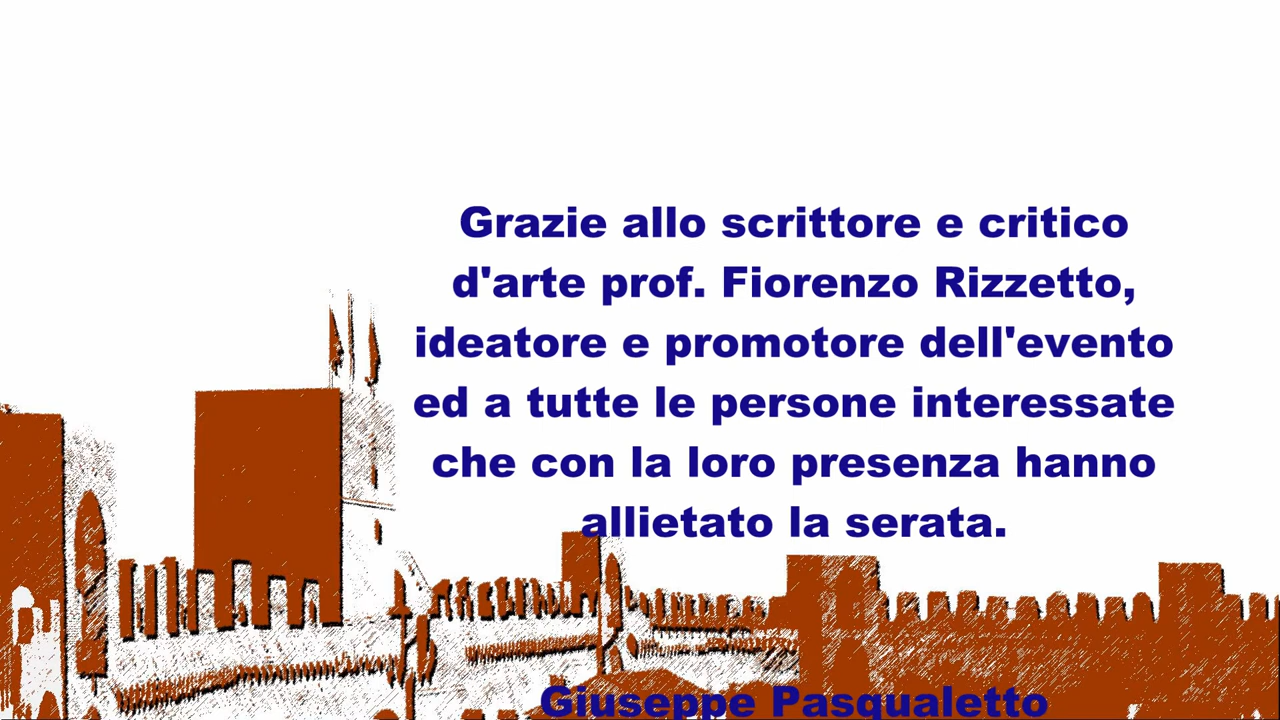 Grazie allo scrittore e critico
d'arte prof. Fiorenzo Rizzetto,
ideatore e promotore dell'evento
ed a tutte le persone interessate
che con la loro presenza hanno
allietato la serata.
Giuseppe Pasqualetto